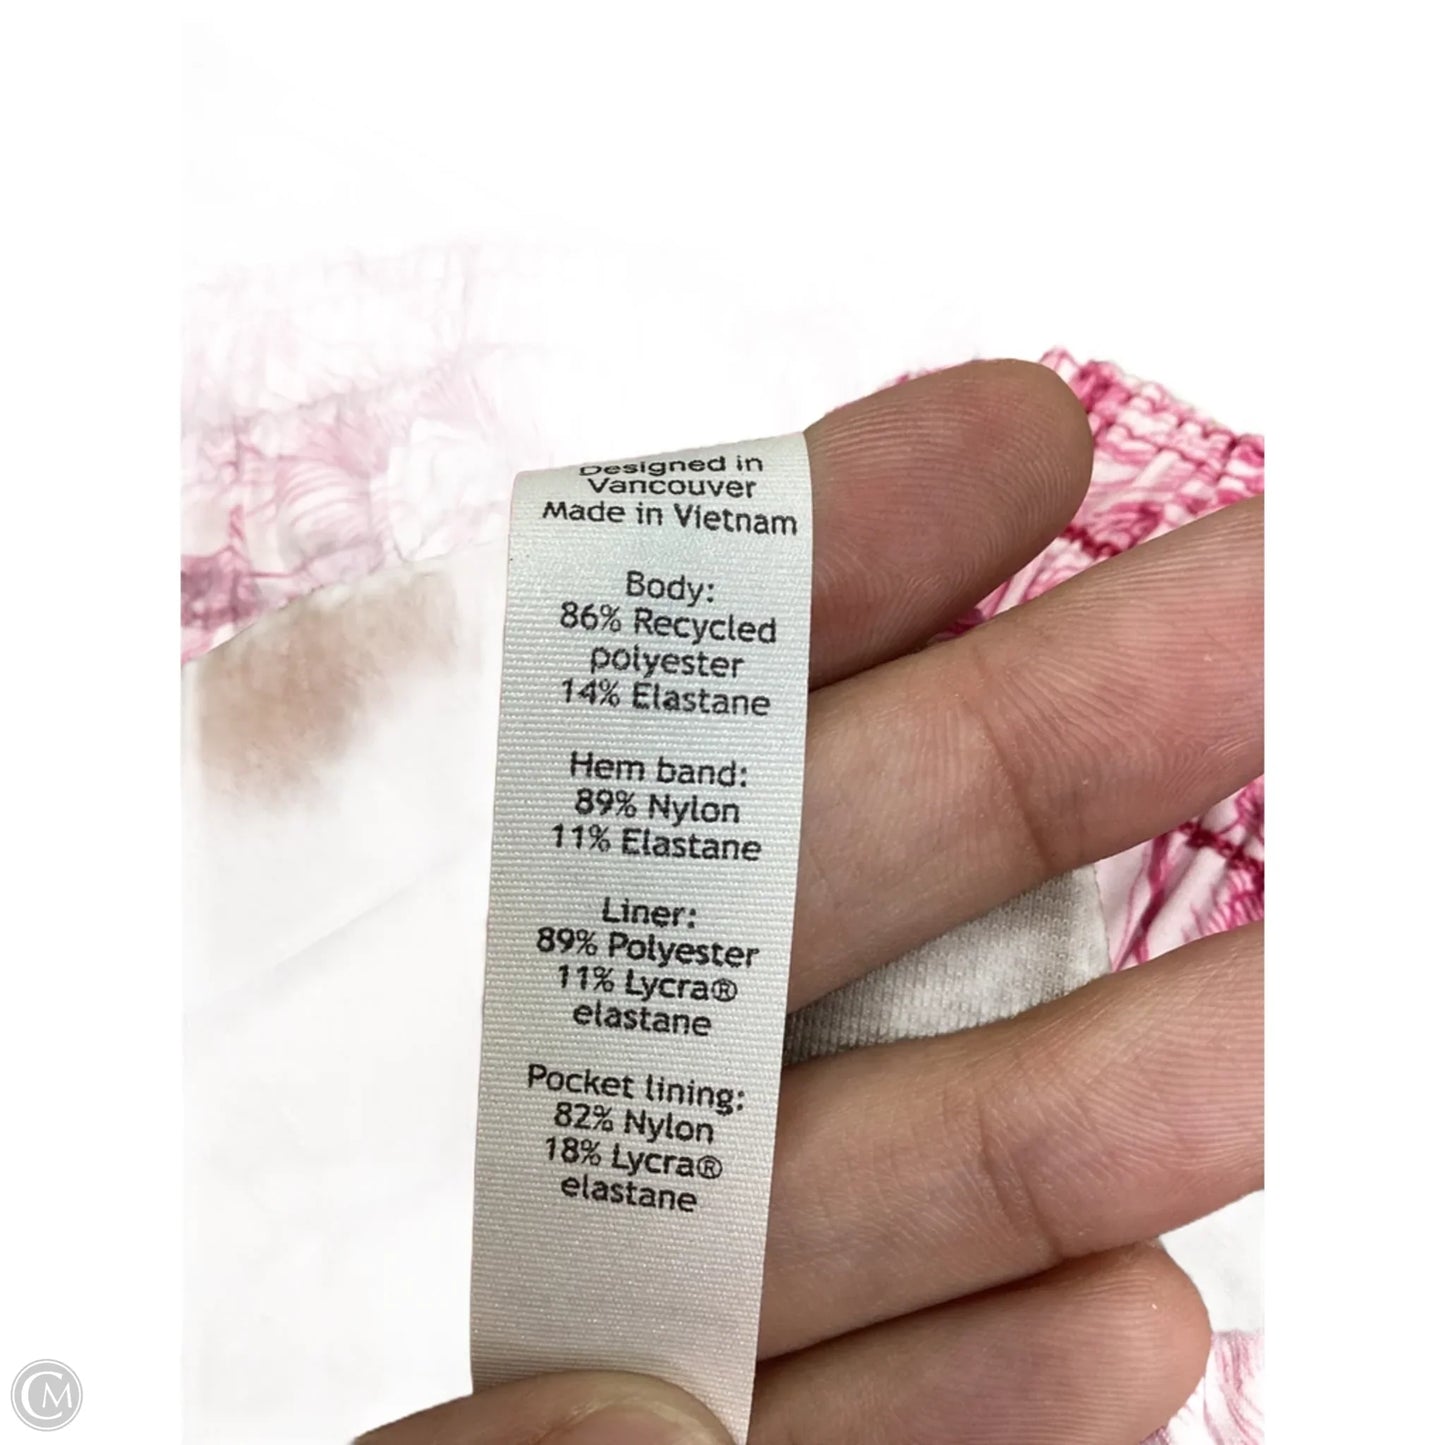 Designed in
Vancouver
Made in Vietnam
Body:
86% Recycled
polyester
14% Elastane
Hem band:
89% Nylon
11% Elastane
Liner:
89% Polyester
11% Lycra®
elastane
Pocket lining:
82% Nylon
18% Lycra®
elastane
CM